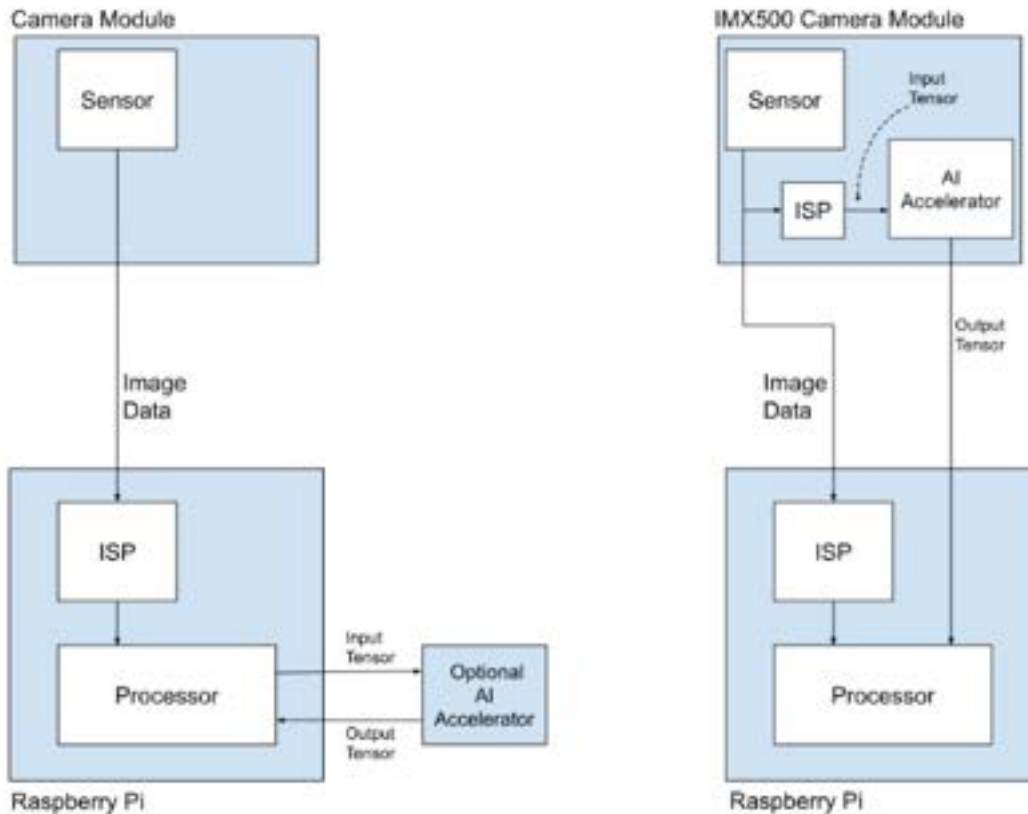 Camera Module
Sensor
Image
Data
ISP
Processor
Input
Tensor
Output
Tensor
Optional
AI
Accelerator
Raspberry Pi
IMX500 Camera Module
Sensor
Input
Tensor
ISP
AI
Accelerator
Output
Tensor
Image
Data
ISP
Processor
Raspberry Pi